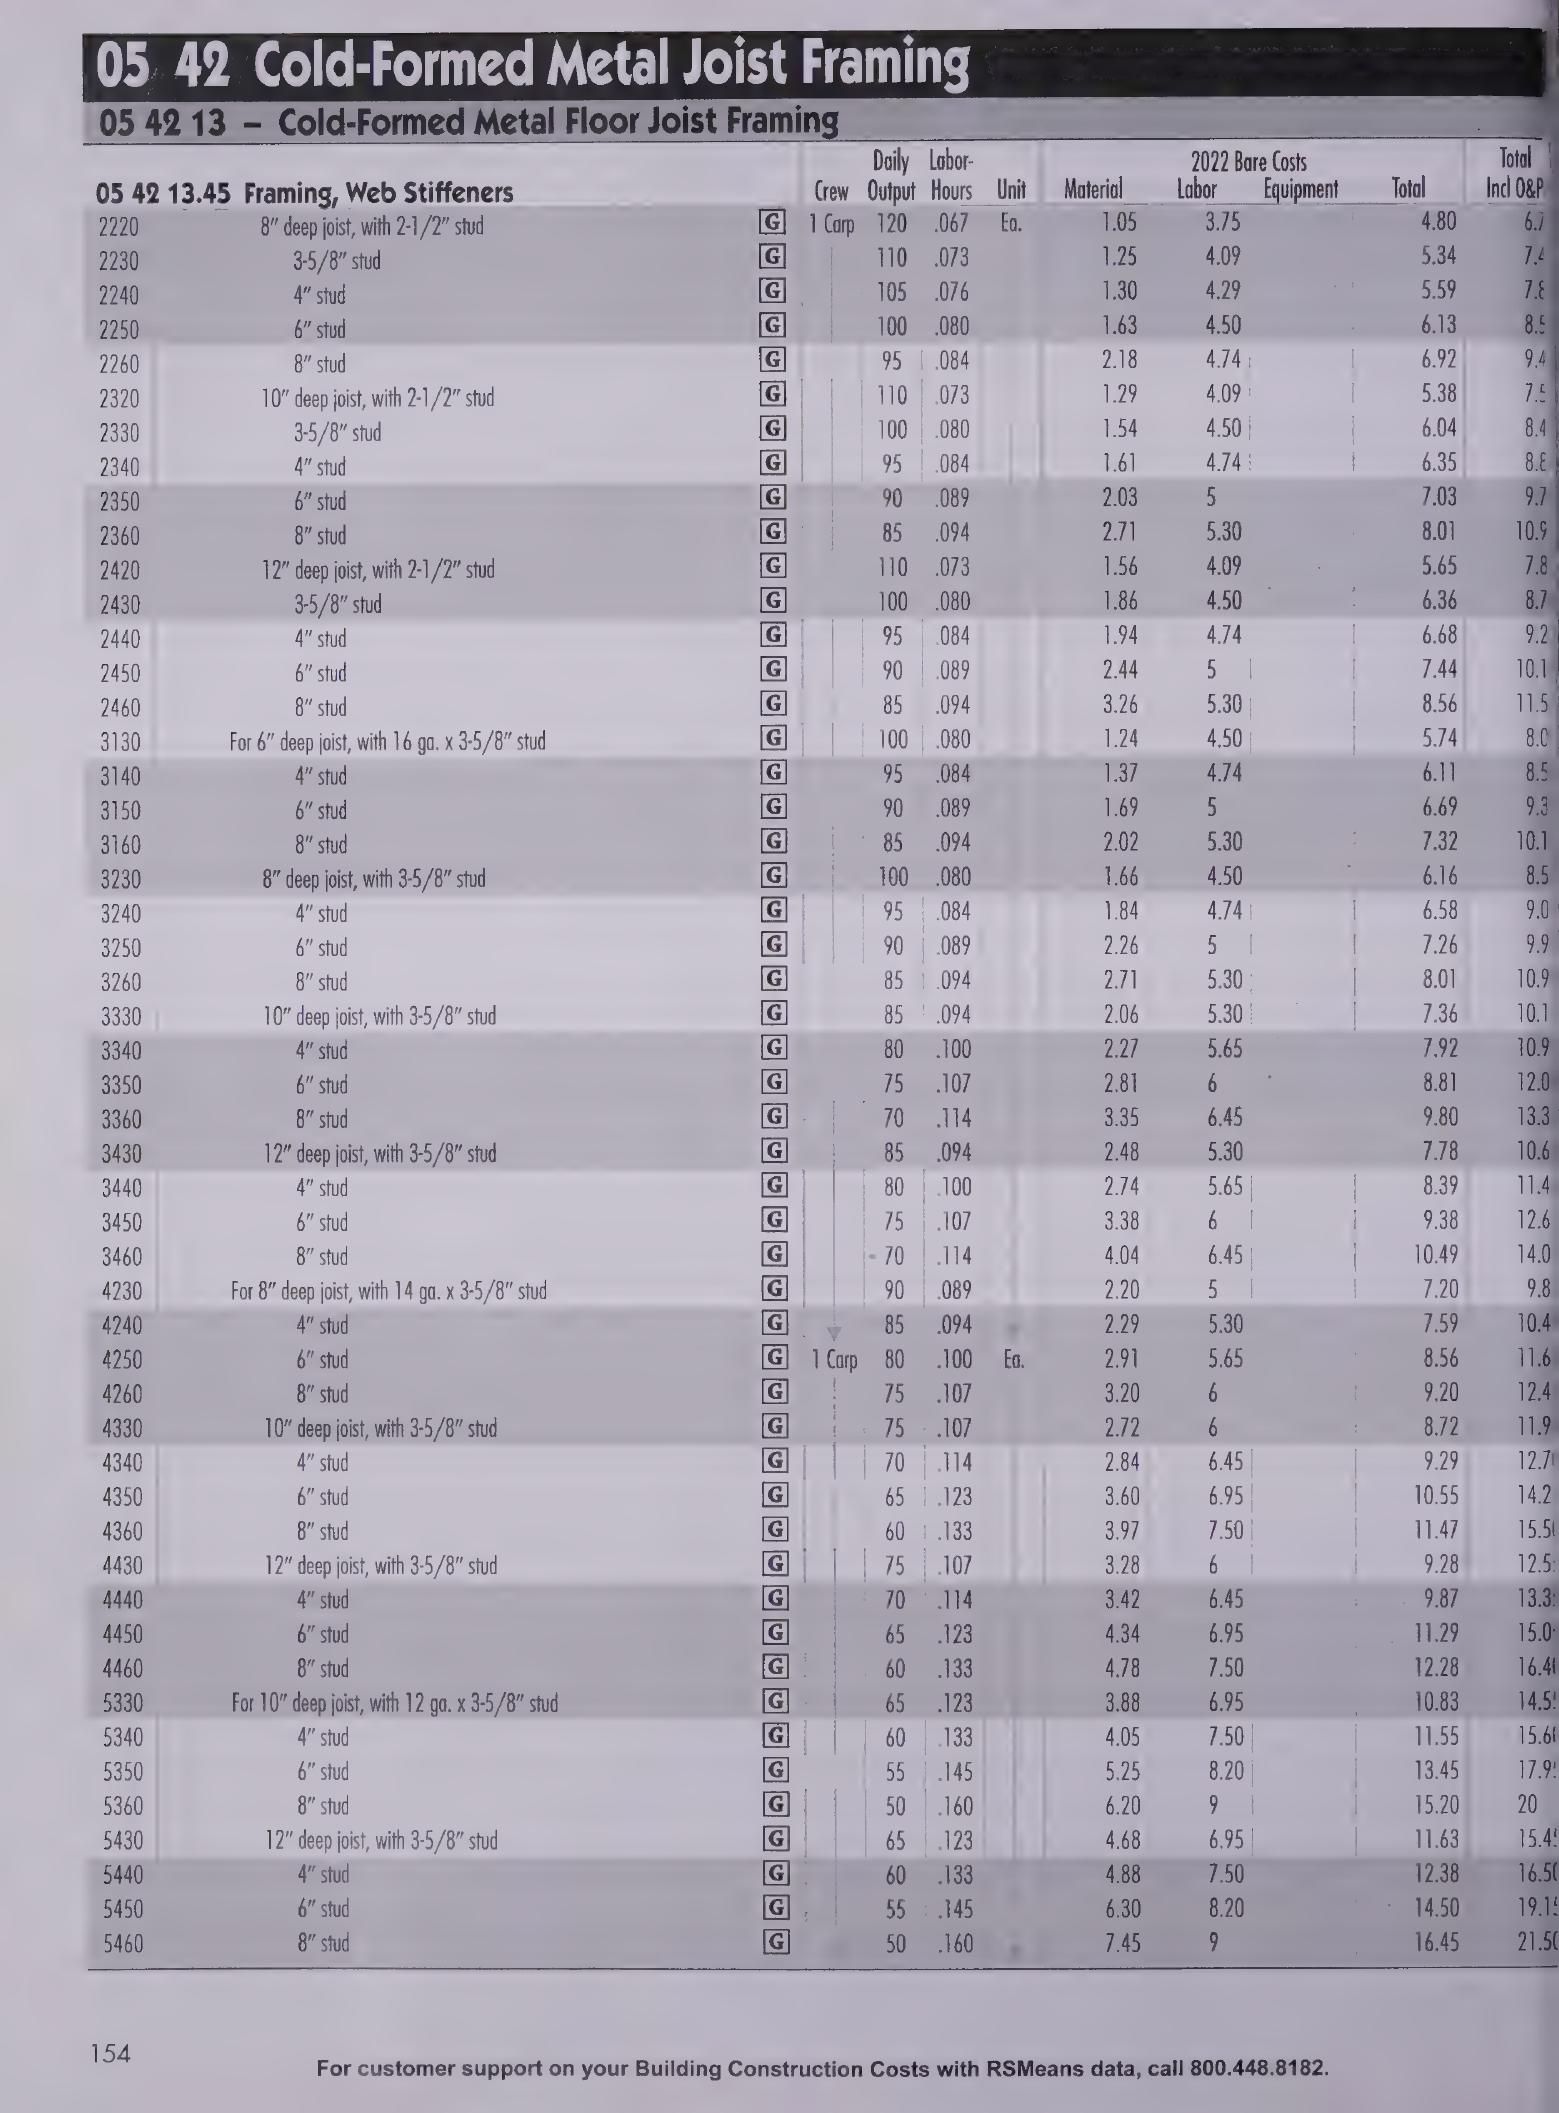 05 42 Cold-Formed Metal Joist Framing
05 42 13 – Cold-Formed Metal Floor Joist Framing
Daily Labor- 2022 Bare Costs Total
05 42 13.45 Framing, Web Stiffeners Crew Output Hours Unit Material Labor Equipment Total Incl O&P
2220 8" deep joist, with 2-1/2" stud G 1 Carp 120 .067 Ea. 1.05 3.75 4.80
2230 3-5/8" stud G 110 .073 1.25 4.09 5.34
2240 4" stud G 105 .076 1.30 4.29 5.59
2250 6" stud G 100 .080 1.63 4.50 6.13
2260 8" stud G 95 .084 2.18 4.74 6.92 9.4
2320 10" deep joist, with 2-1/2" stud G 110 .073 1.29 4.09 5.38
2330 3-5/8" stud G 100 .080 1.54 4.50 6.04 8.4
2340 4" stud G 95 .084 1.61 4.74 6.35
2350 6" stud G 90 .089 2.03 5 7.03 9.7
2360 8" stud G 85 .094 2.71 5.30 8.01 10.9
2420 12" deep joist, with 2-1/2" stud G 110 .073 1.56 4.09 5.65 7.8
2430 3-5/8" stud G 100 .080 1.86 4.50 6.36 8.7
2440 4" stud G 95 .084 1.94 4.74 6.68 9.2
2450 6" stud G 90 .089 2.44 5 7.44 10.1
2460 8" stud G 85 .094 3.26 5.30 8.56 11.5
3130 For 6" deep joist, with 16 ga. x 3-5/8" stud G 100 .080 1.24 4.50 5.74 8.0
3140 4" stud G 95 .084 1.37 4.74 6.11 8.5
3150 6" stud G 90 .089 1.69 5 6.69 9.3
3160 8" stud G 85 .094 2.02 5.30 7.32 10.1
3230 8" deep joist, with 3-5/8" stud G 100 .080 1.66 4.50 6.16 8.5
3240 4" stud G 95 .084 1.84 4.74 6.58 9.0
3250 6" stud G 90 .089 2.26 5 7.26 9.9
3260 8" stud G 85 .094 2.71 5.30 8.01 10.9
3330 10" deep joist, with 3-5/8" stud G 85 .094 2.06 5.30 7.36 10.1
3340 4" stud G 80 .100 2.27 5.65 7.92 10.9
3350 6" stud G 75 .107 2.81 6 8.81 12.0
3360 8" stud G 70 .114 3.35 6.45 9.80 13.3
3430 12" deep joist, with 3-5/8" stud G 85 .094 2.48 5.30 7.78 10.6
3440 4" stud G 80 .100 2.74 5.65 8.39 11.4
3450 6" stud G 75 .107 3.38 6 9.38 12.6
3460 8" stud G 70 .114 4.04 6.45 10.49 14.0
4230 For 8" deep joist, with 14 ga. x 3-5/8" stud G 90 .089 2.20 5 7.20 9.8
4240 4" stud G 85 .094 2.29 5.30 7.59 10.4
4250 6" stud G 1 Carp 80 .100 Ea. 2.91 5.65 8.56 11.6
4260 8" stud G 75 .107 3.20 6 9.20 12.4
4330 10" deep joist, with 3-5/8" stud G 75 .107 2.72 6 8.72 11.9
4340 4" stud G 70 .114 2.84 6.45 9.29 12.7
4350 6" stud G 65 .123 3.60 6.95 10.55 14.2
4360 8" stud G 60 .133 3.97 7.50 11.47 15.5
4430 12" deep joist, with 3-5/8" stud G 75 .107 3.28 6 9.28 12.5
4440 4" stud G 70 .114 3.42 6.45 9.87 13.3
4450 6" stud G 65 .123 4.34 6.95 11.29 15.0
4460 8" stud G 60 .133 4.78 7.50 12.28 16.4
5330 For 10" deep joist, with 12 ga. x 3-5/8" stud G 65 .123 3.88 6.95 10.83 14.5
5340 4" stud G 60 .133 4.05 7.50 11.55 15.6
5350 6" stud G 55 .145 5.25 8.20 13.45 17.9
5360 8" stud G 50 .160 6.20 9 15.20 20
5430 12" deep joist, with 3-5/8" stud G 65 .123 4.68 6.95 11.63 15.4
5440 4" stud G 60 .133 4.88 7.50 12.38 16.50
5450 6" stud G 55 .145 6.30 8.20 14.50 19.1
5460 8" stud G 50 .160 7.45 9 16.45 21.50
154
For customer support on your Building Construction Costs with RSMeans data, call 800.448.8182.